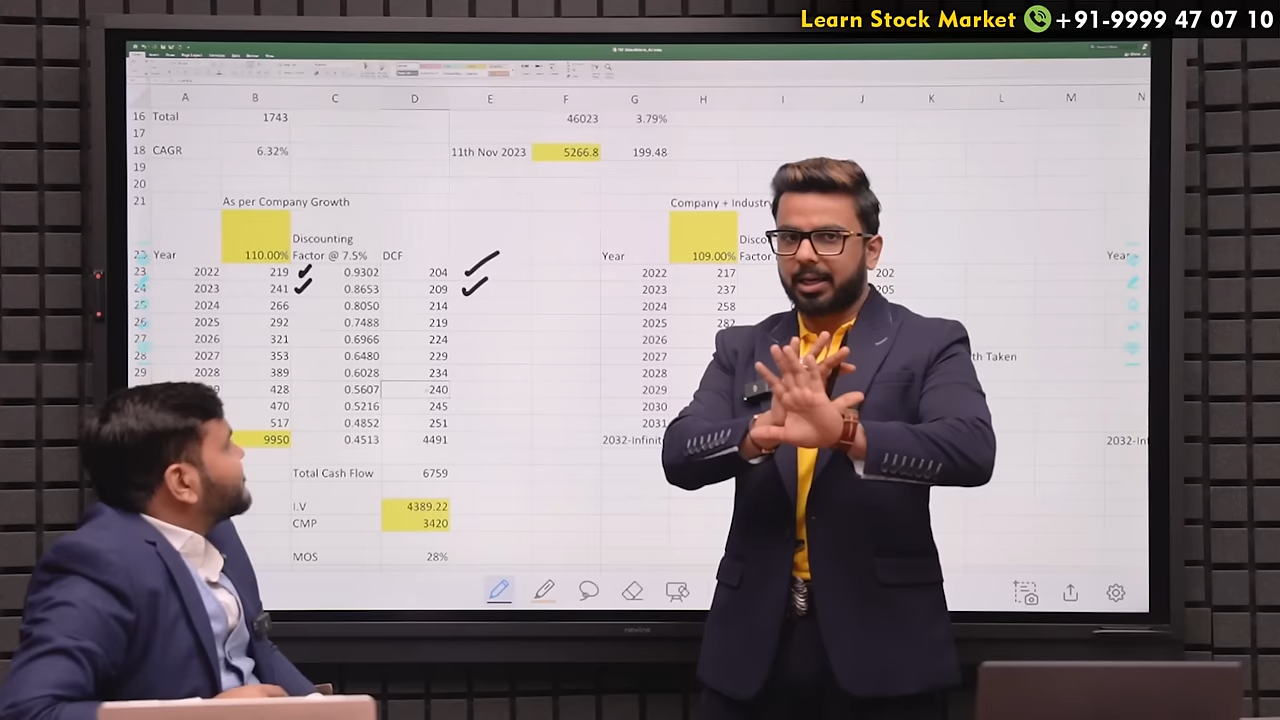 Learn Stock Market +91-9999 47 07 10
A B C D E F G H I J K L M N
16 Total 1743 46023 3.79%
17
18 CAGR 6.32% 11th Nov 2023 5266.8 199.48
19
20
21 As per Company Growth Company + Industry
Discounting
22 Year 110.00% Factor @ 7.5% DCF Year 109.00% Factor
23 2022 219 0.9302 204 2022 217 202
24 2023 241 0.8653 209 2023 237 205
25 2024 266 0.8050 214 2024 258
26 2025 292 0.7488 219 2025 282
27 2026 321 0.6966 224 2026
28 2027 353 0.6480 229 2027 th Taken
29 2028 389 0.6028 234 2028
428 0.5607 240 2029
470 0.5216 245 2030
517 0.4852 251 2031
9950 0.4513 4491 2032-Infinit 2032-Inf
Total Cash Flow 6759
I.V 4389.22
CMP 3420
MOS 28%
newline